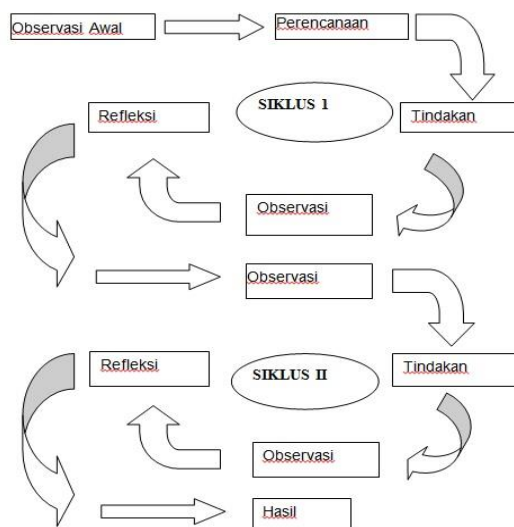 Observasi Awal
Perencanaan
Refleksi
SIKLUS 1
Tindakan
Observasi
Observasi
Refleksi
SIKLUS II
Tindakan
Observasi
Hasil